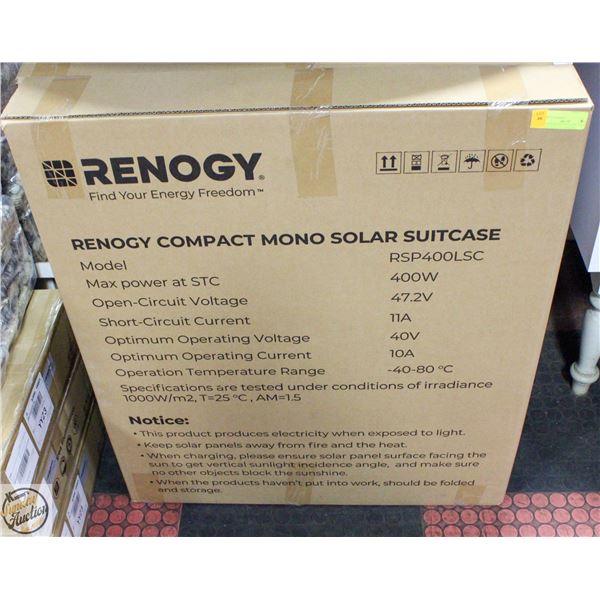 RENOGY®
Find Your Energy Freedom™
RENOGY COMPACT MONO SOLAR SUITCASE
Model RSP400LSC
Max power at STC 400W
Open-Circuit Voltage 47.2V
Short-Circuit Current 11A
Optimum Operating Voltage 40V
Optimum Operating Current 10A
Operation Temperature Range -40-80 °C
Specifications are tested under conditions of irradiance
1000W/m2, T=25 °C , AM=1.5
Notice:
• This product produces electricity when exposed to light.
• Keep solar panels away from fire and the heat.
• When charging, please ensure solar panel surface facing the
sun to get vertical sunlight incidence angle, and make sure
no other objects block the sunshine.
• When the products haven't put into work, should be folded
and storage.
YY23
Auction